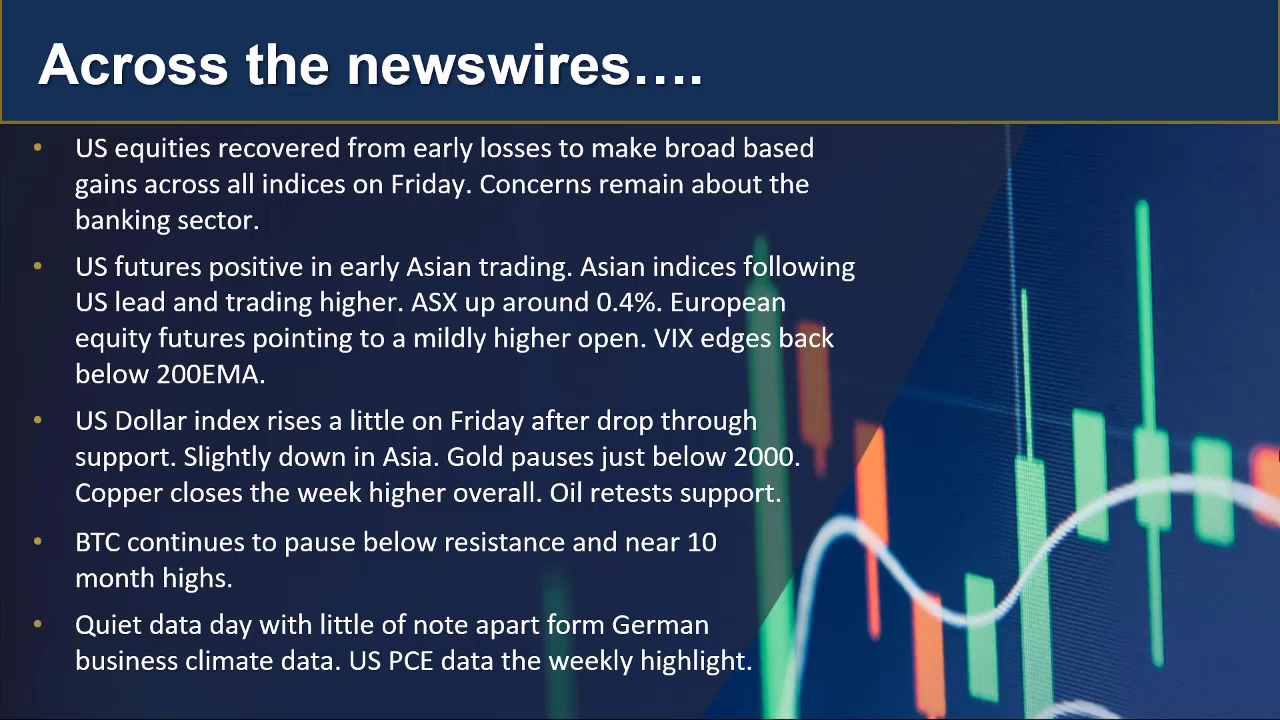 Across the newswires….
• US equities recovered from early losses to make broad based
gains across all indices on Friday. Concerns remain about the
banking sector.
• US futures positive in early Asian trading. Asian indices following
US lead and trading higher. ASX up around 0.4%. European
equity futures pointing to a mildly higher open. VIX edges back
below 200EMA.
• US Dollar index rises a little on Friday after drop through
support. Slightly down in Asia. Gold pauses just below 2000.
Copper closes the week higher overall. Oil retests support.
• BTC continues to pause below resistance and near 10
month highs.
• Quiet data day with little of note apart form German
business climate data. US PCE data the weekly highlight.